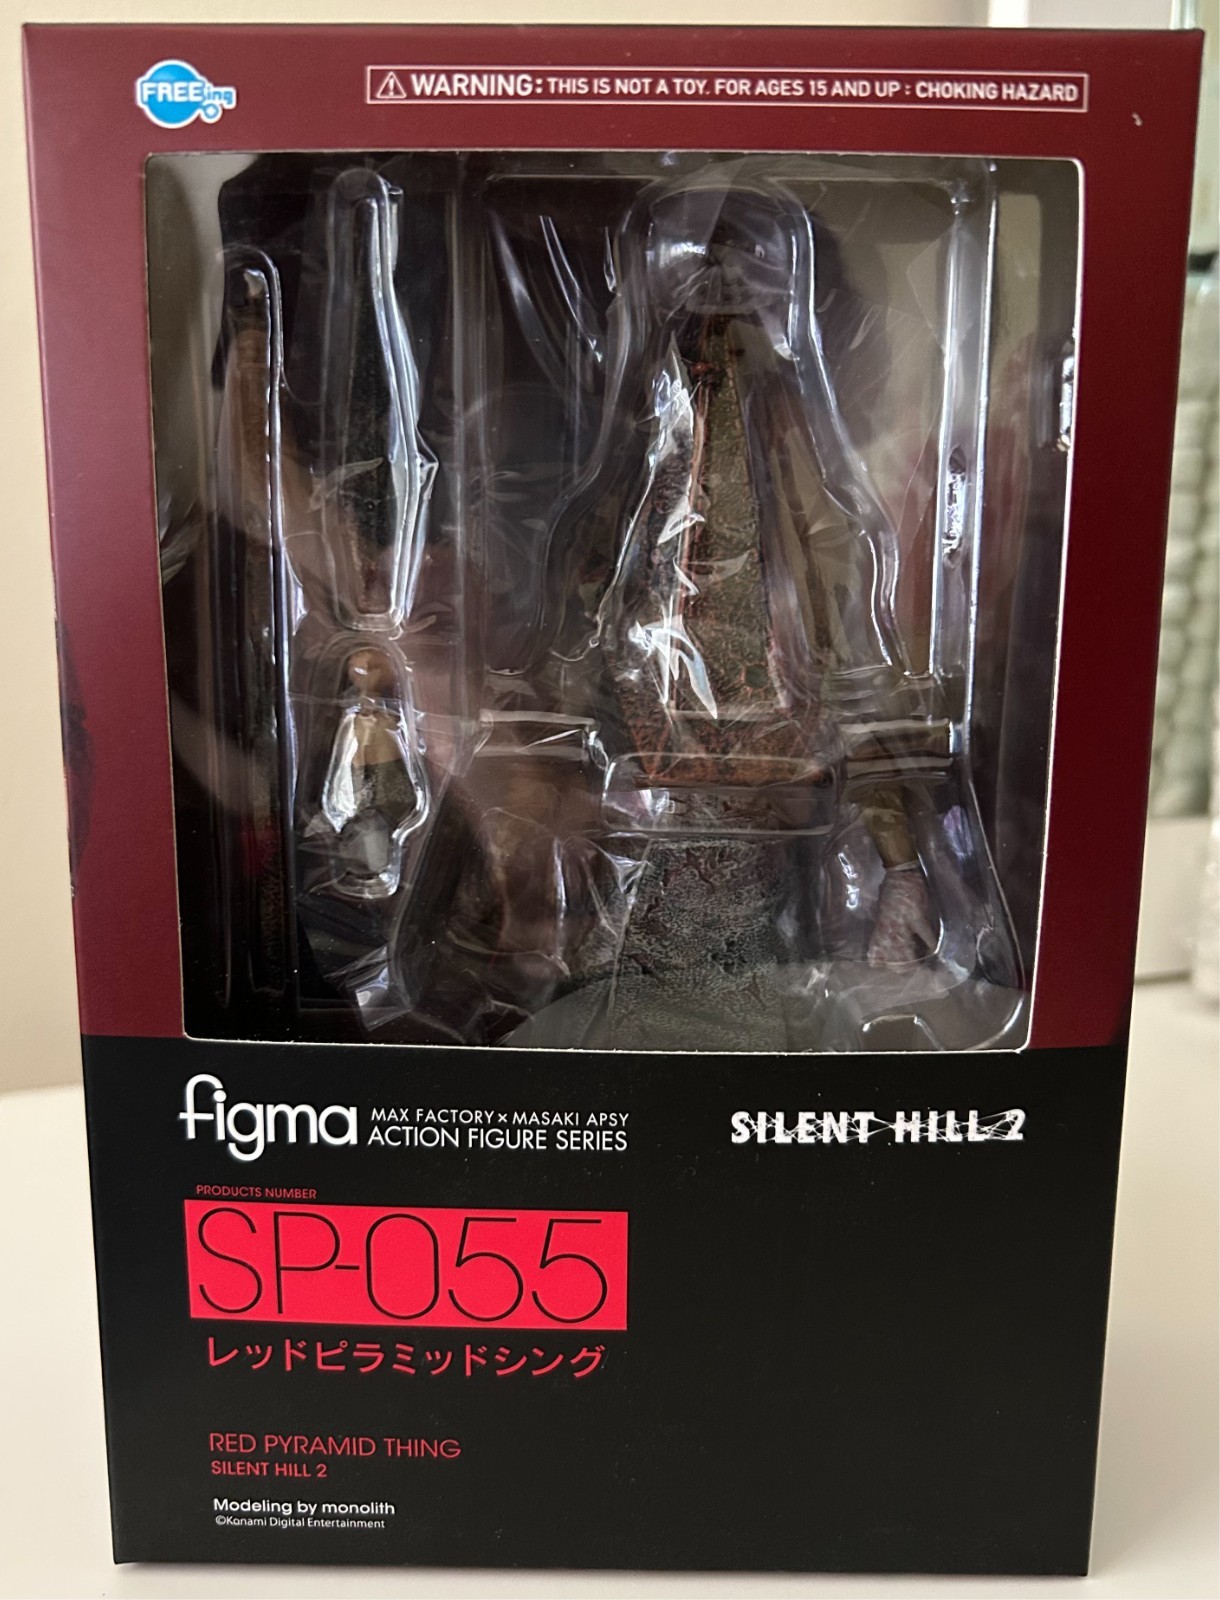 FREEing
WARNING: THIS IS NOT A TOY. FOR AGES 15 AND UP : CHOKING HAZARD
figma
MAX FACTORY × MASAKI APSY
ACTION FIGURE SERIES
SILENT HILL 2
PRODUCTS NUMBER
SP-055
レッドピラミッドシング
RED PYRAMID THING
SILENT HILL 2
Modeling by monolith
©Konami Digital Entertainment